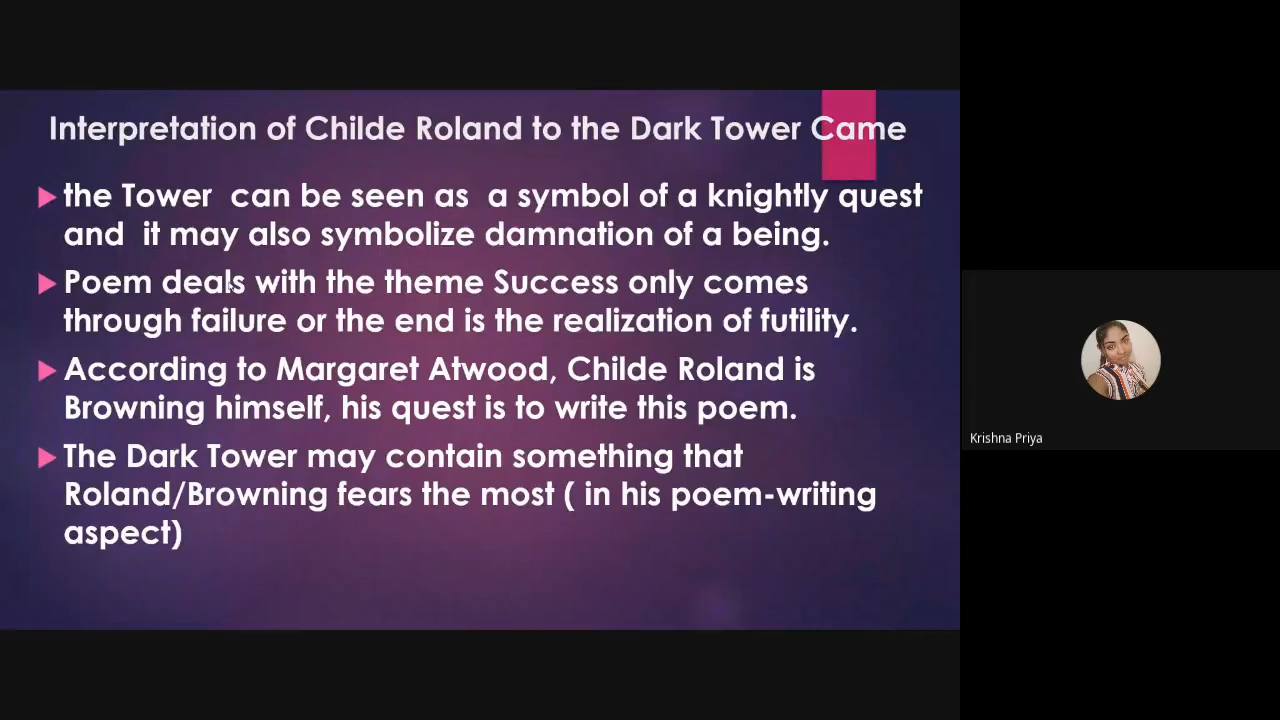 Interpretation of Childe Roland to the Dark Tower Came
the Tower can be seen as a symbol of a knightly quest
and it may also symbolize damnation of a being.
Poem deals with the theme Success only comes
through failure or the end is the realization of futility.
According to Margaret Atwood, Childe Roland is
Browning himself, his quest is to write this poem.
The Dark Tower may contain something that
Roland/Browning fears the most ( in his poem-writing
aspect)
Krishna Priya